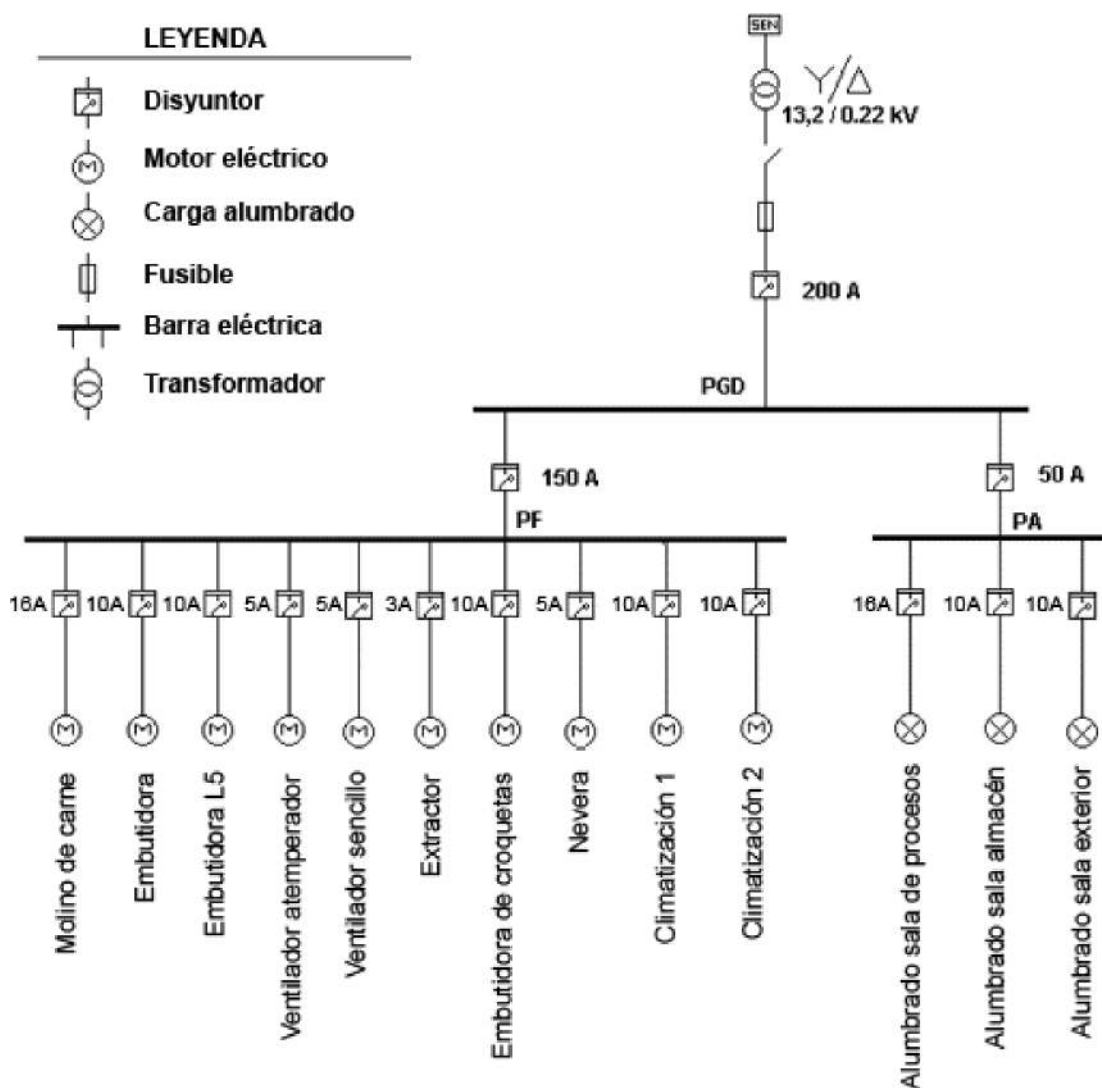 LEYENDA
Disyuntor
Motor eléctrico
Carga alumbrado
Fusible
Barra eléctrica
Transformador
SEN
13,2 / 0.22 kV
200 A
PGD
150 A
50 A
PF
PA
16A
10A
10A
5A
5A
3A
10A
5A
10A
10A
16A
10A
10A
Molino de carne
Embutidora
Embutidora L5
Ventilador atemperador
Ventilador sencillo
Extractor
Embutidora de croquetas
Nevera
Climatización 1
Climatización 2
Alumbrado sala de procesos
Alumbrado sala almacén
Alumbrado sala exterior